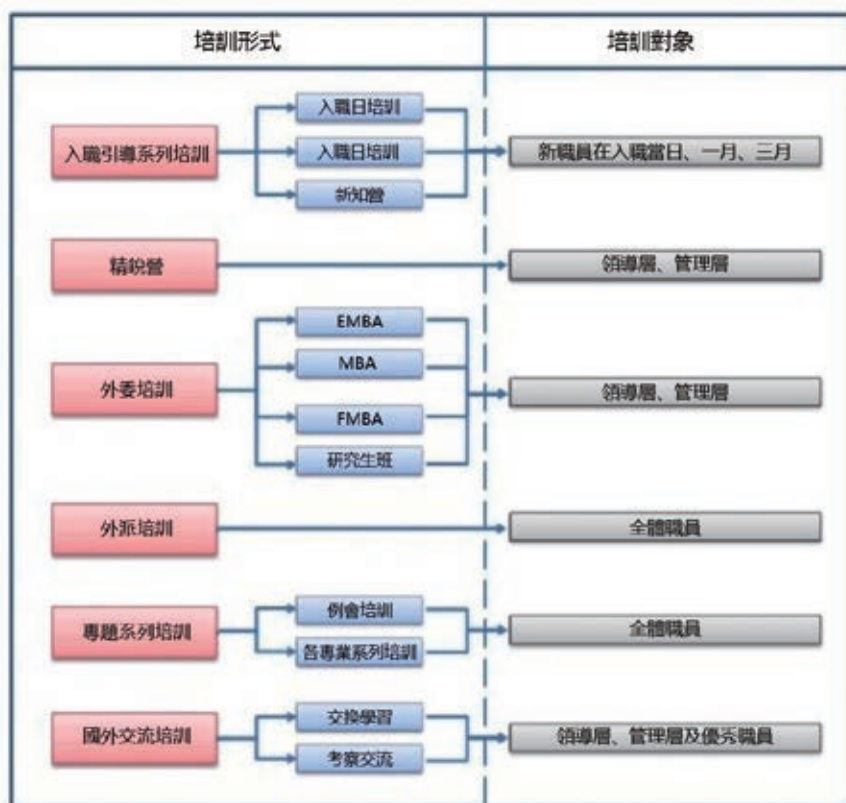 培訓形式
培訓對象
入職引導系列培訓
入職日培訓
入職日培訓
新知營
新職員在入職當日、一月、三月
精銳營
領導層、管理層
外委培訓
EMBA
MBA
FMBA
研究生班
領導層、管理層
外派培訓
全體職員
專題系列培訓
例會培訓
各專業系列培訓
全體職員
國外交流培訓
交換學習
考察交流
領導層、管理層及優秀職員